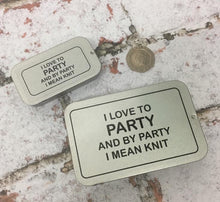 I LOVE TO
PARTY
AND BY PARTY
I MEAN KNIT
I LOVE TO
PARTY
AND BY PARTY
I MEAN KNIT